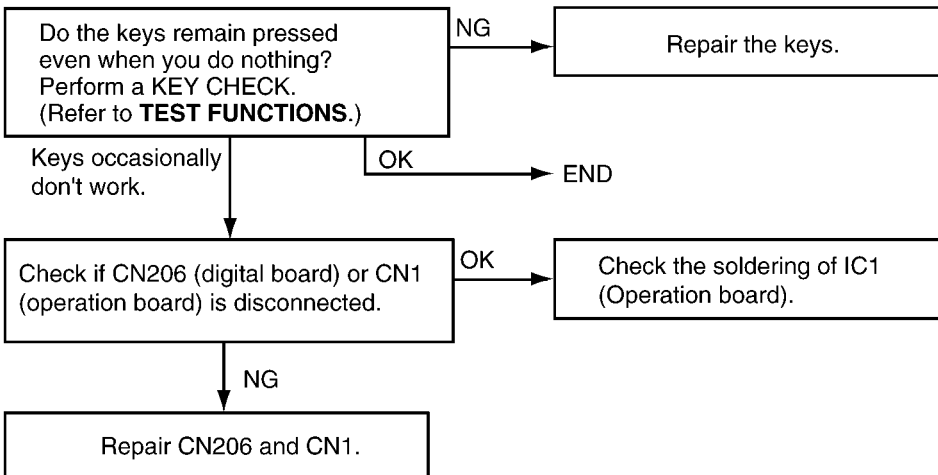 Do the keys remain pressed
even when you do nothing?
Perform a KEY CHECK.
(Refer to TEST FUNCTIONS.)
NG
Repair the keys.
Keys occasionally
don't work.
OK
END
Check if CN206 (digital board) or CN1
(operation board) is disconnected.
OK
Check the soldering of IC1
(Operation board).
NG
Repair CN206 and CN1.